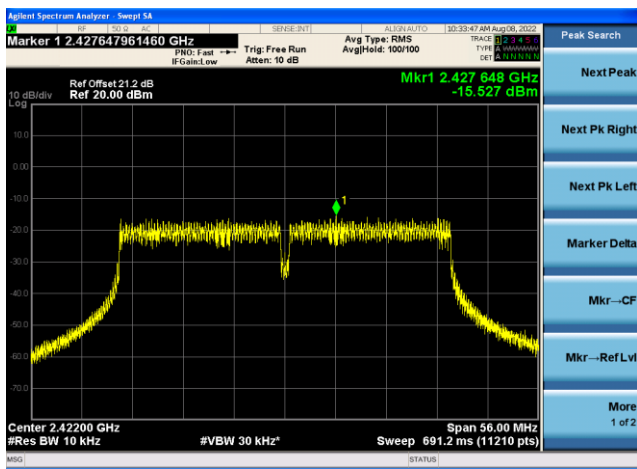 Agilent Spectrum Analyzer - Swept SA
RF 50 Ω AC SENSE:INT ALIGN AUTO 10:33:47 AM Aug 08, 2022
Marker 1 2.427647961460 GHz
PNO: Fast
IFGain:Low
Trig: Free Run
Atten: 10 dB
Avg Type: RMS
Avg|Hold: 100/100
TRACE 1 2 3 4 5 6
TYPE A
DET A N N N N N
Peak Search
Ref Offset 21.2 dB
10 dB/div Ref 20.00 dBm
Log
Mkr1 2.427 648 GHz
-15.527 dBm
Next Peak
10.0
0.00
-10.0
-20.0
-30.0
-40.0
-50.0
-60.0
-70.0
1
Next Pk Right
Next Pk Left
Marker Delta
Mkr→CF
Mkr→Ref Lvl
More
1 of 2
Center 2.42200 GHz Span 56.00 MHz
#Res BW 10 kHz #VBW 30 kHz* Sweep 691.2 ms (11210 pts)
MSG STATUS